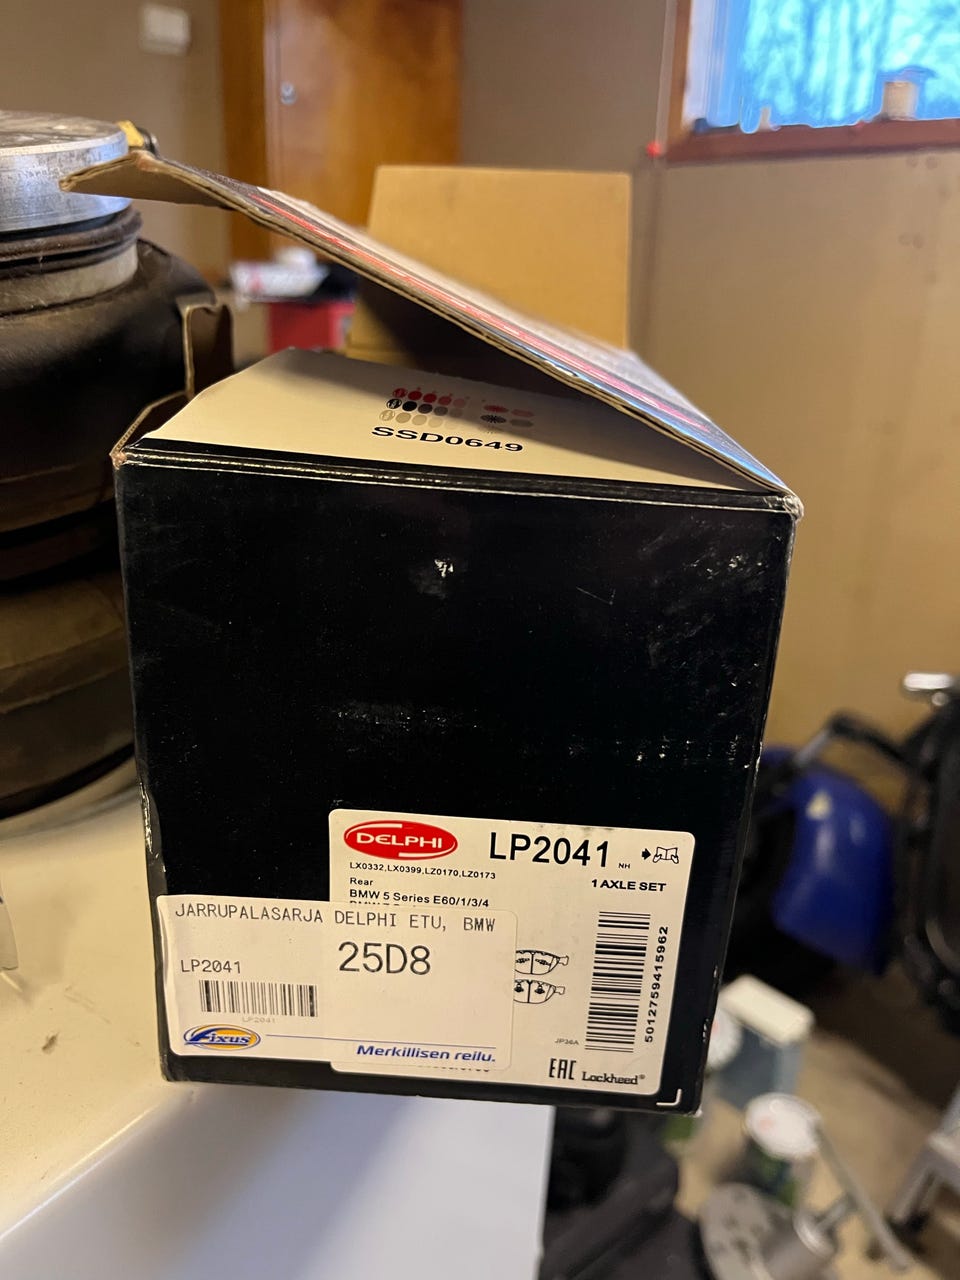 SSD0649
DELPHI
LP2041
NH
LX0332,LX0399,LZ0170,LZ0173
Rear
1 AXLE SET
BMW 5 Series E60/1/3/4
JARRUPALASARJA DELPHI ETU, BMW
25D8
LP2041
LP2041
Fixus
Merkillisen reilu.
5012759415962
JP36A
EAC
Lockheed®